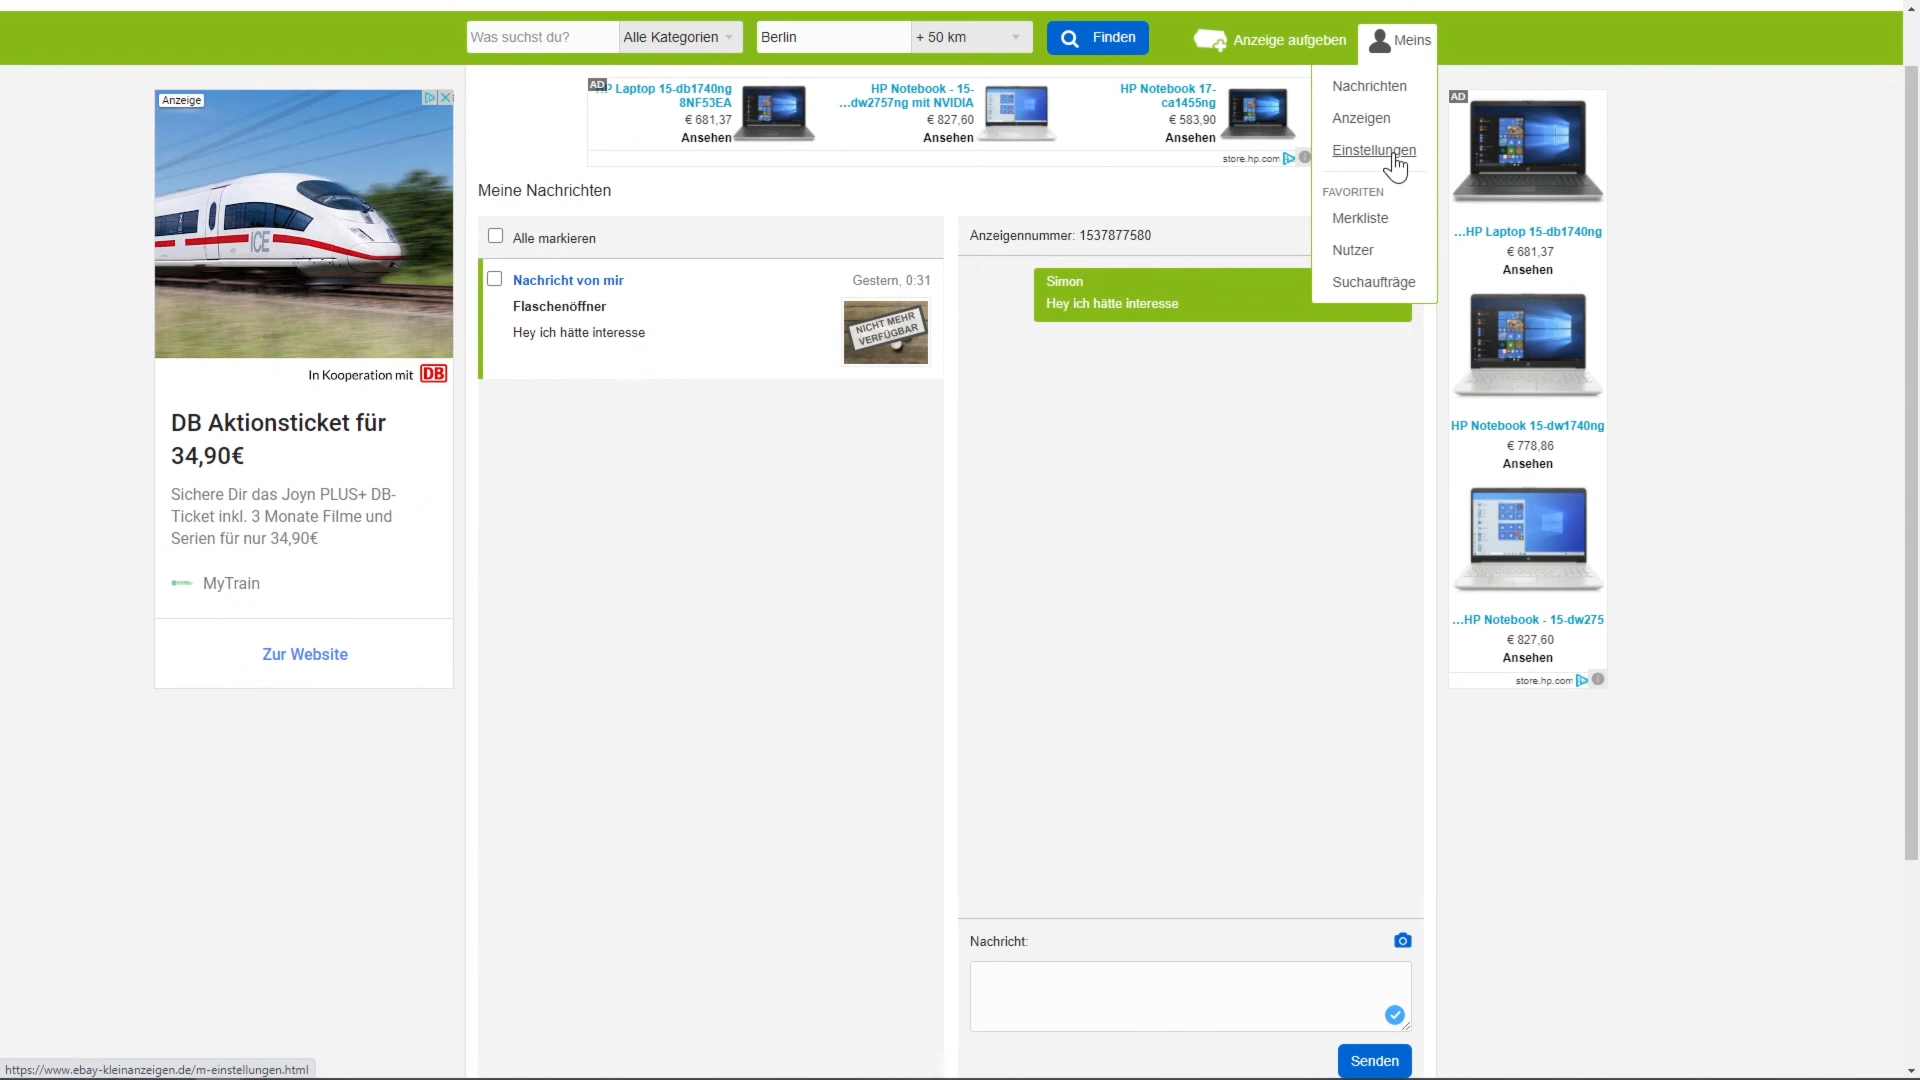 Was suchst du?
Alle Kategorien
Berlin
+ 50 km
Finden
Anzeige aufgeben
Meins
Nachrichten
Anzeigen
Einstellungen
FAVORITEN
Merkliste
Nutzer
Suchaufträge
Anzeige
ICE
In Kooperation mit DB
DB Aktionsticket für
34,90€
Sichere Dir das Joyn PLUS+ DB-
Ticket inkl. 3 Monate Filme und
Serien für nur 34,90€
MyTrain
Zur Website
AD
P Laptop 15-db1740ng
8NF53EA
€ 681,37
Ansehen
HP Notebook - 15-
...dw2757ng mit NVIDIA
€ 827,60
Ansehen
HP Notebook 17-
ca1455ng
€ 583,90
Ansehen
store.hp.com
Meine Nachrichten
Alle markieren
Nachricht von mir
Gestern, 0:31
Flaschenöffner
Hey ich hätte interesse
NICHT MEHR
VERFÜGBAR
Anzeigennummer: 1537877580
Simon
Hey ich hätte interesse
Nachricht:
Senden
AD
...HP Laptop 15-db1740ng
€ 681,37
Ansehen
HP Notebook 15-dw1740ng
€ 778,86
Ansehen
...HP Notebook - 15-dw275
€ 827,60
Ansehen
store.hp.com
https://www.ebay-kleinanzeigen.de/m-einstellungen.html